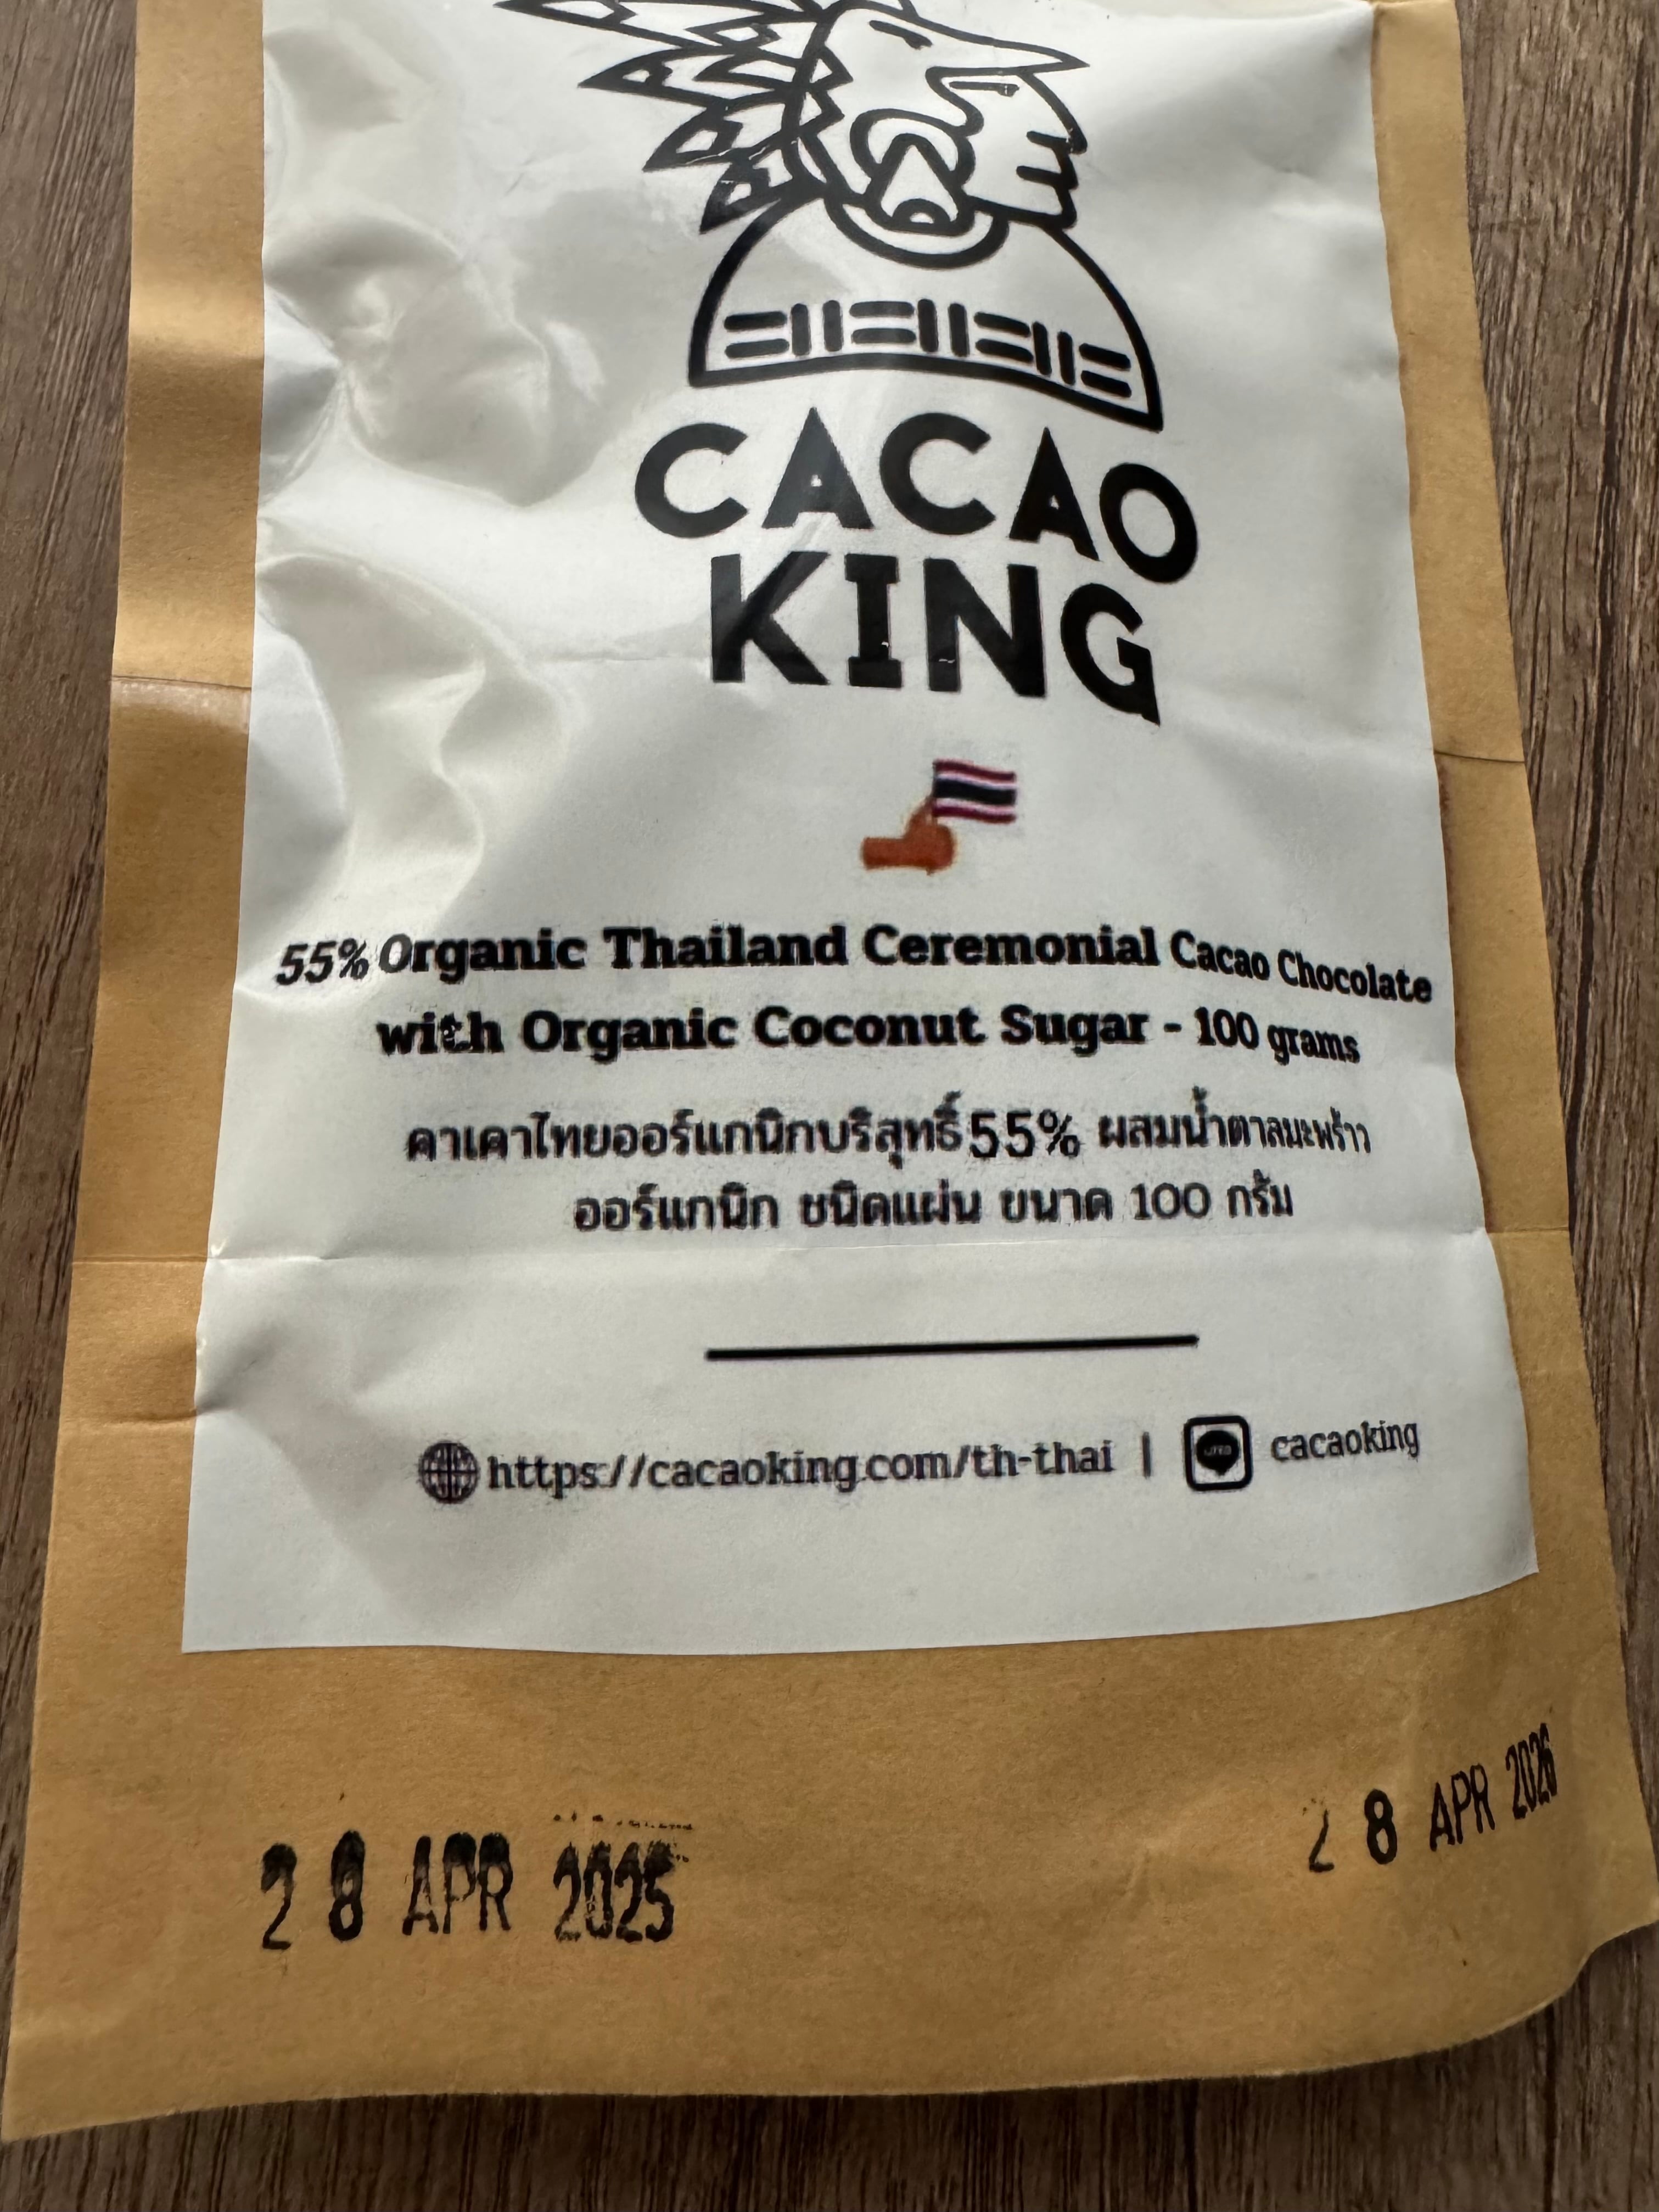 CACAO
KING
55% Organic Thailand Ceremonial Cacao Chocolate
with Organic Coconut Sugar - 100 grams
คาเคาไทยออร์แกนิกบริสุทธิ์55% ผสมน้ำตาลมะพร้าว
ออร์แกนิก ชนิดแผ่น ขนาด 100 กรัม
https://cacaoking.com/th-thai | cacaoking
28 APR 2025
28 APR 2026